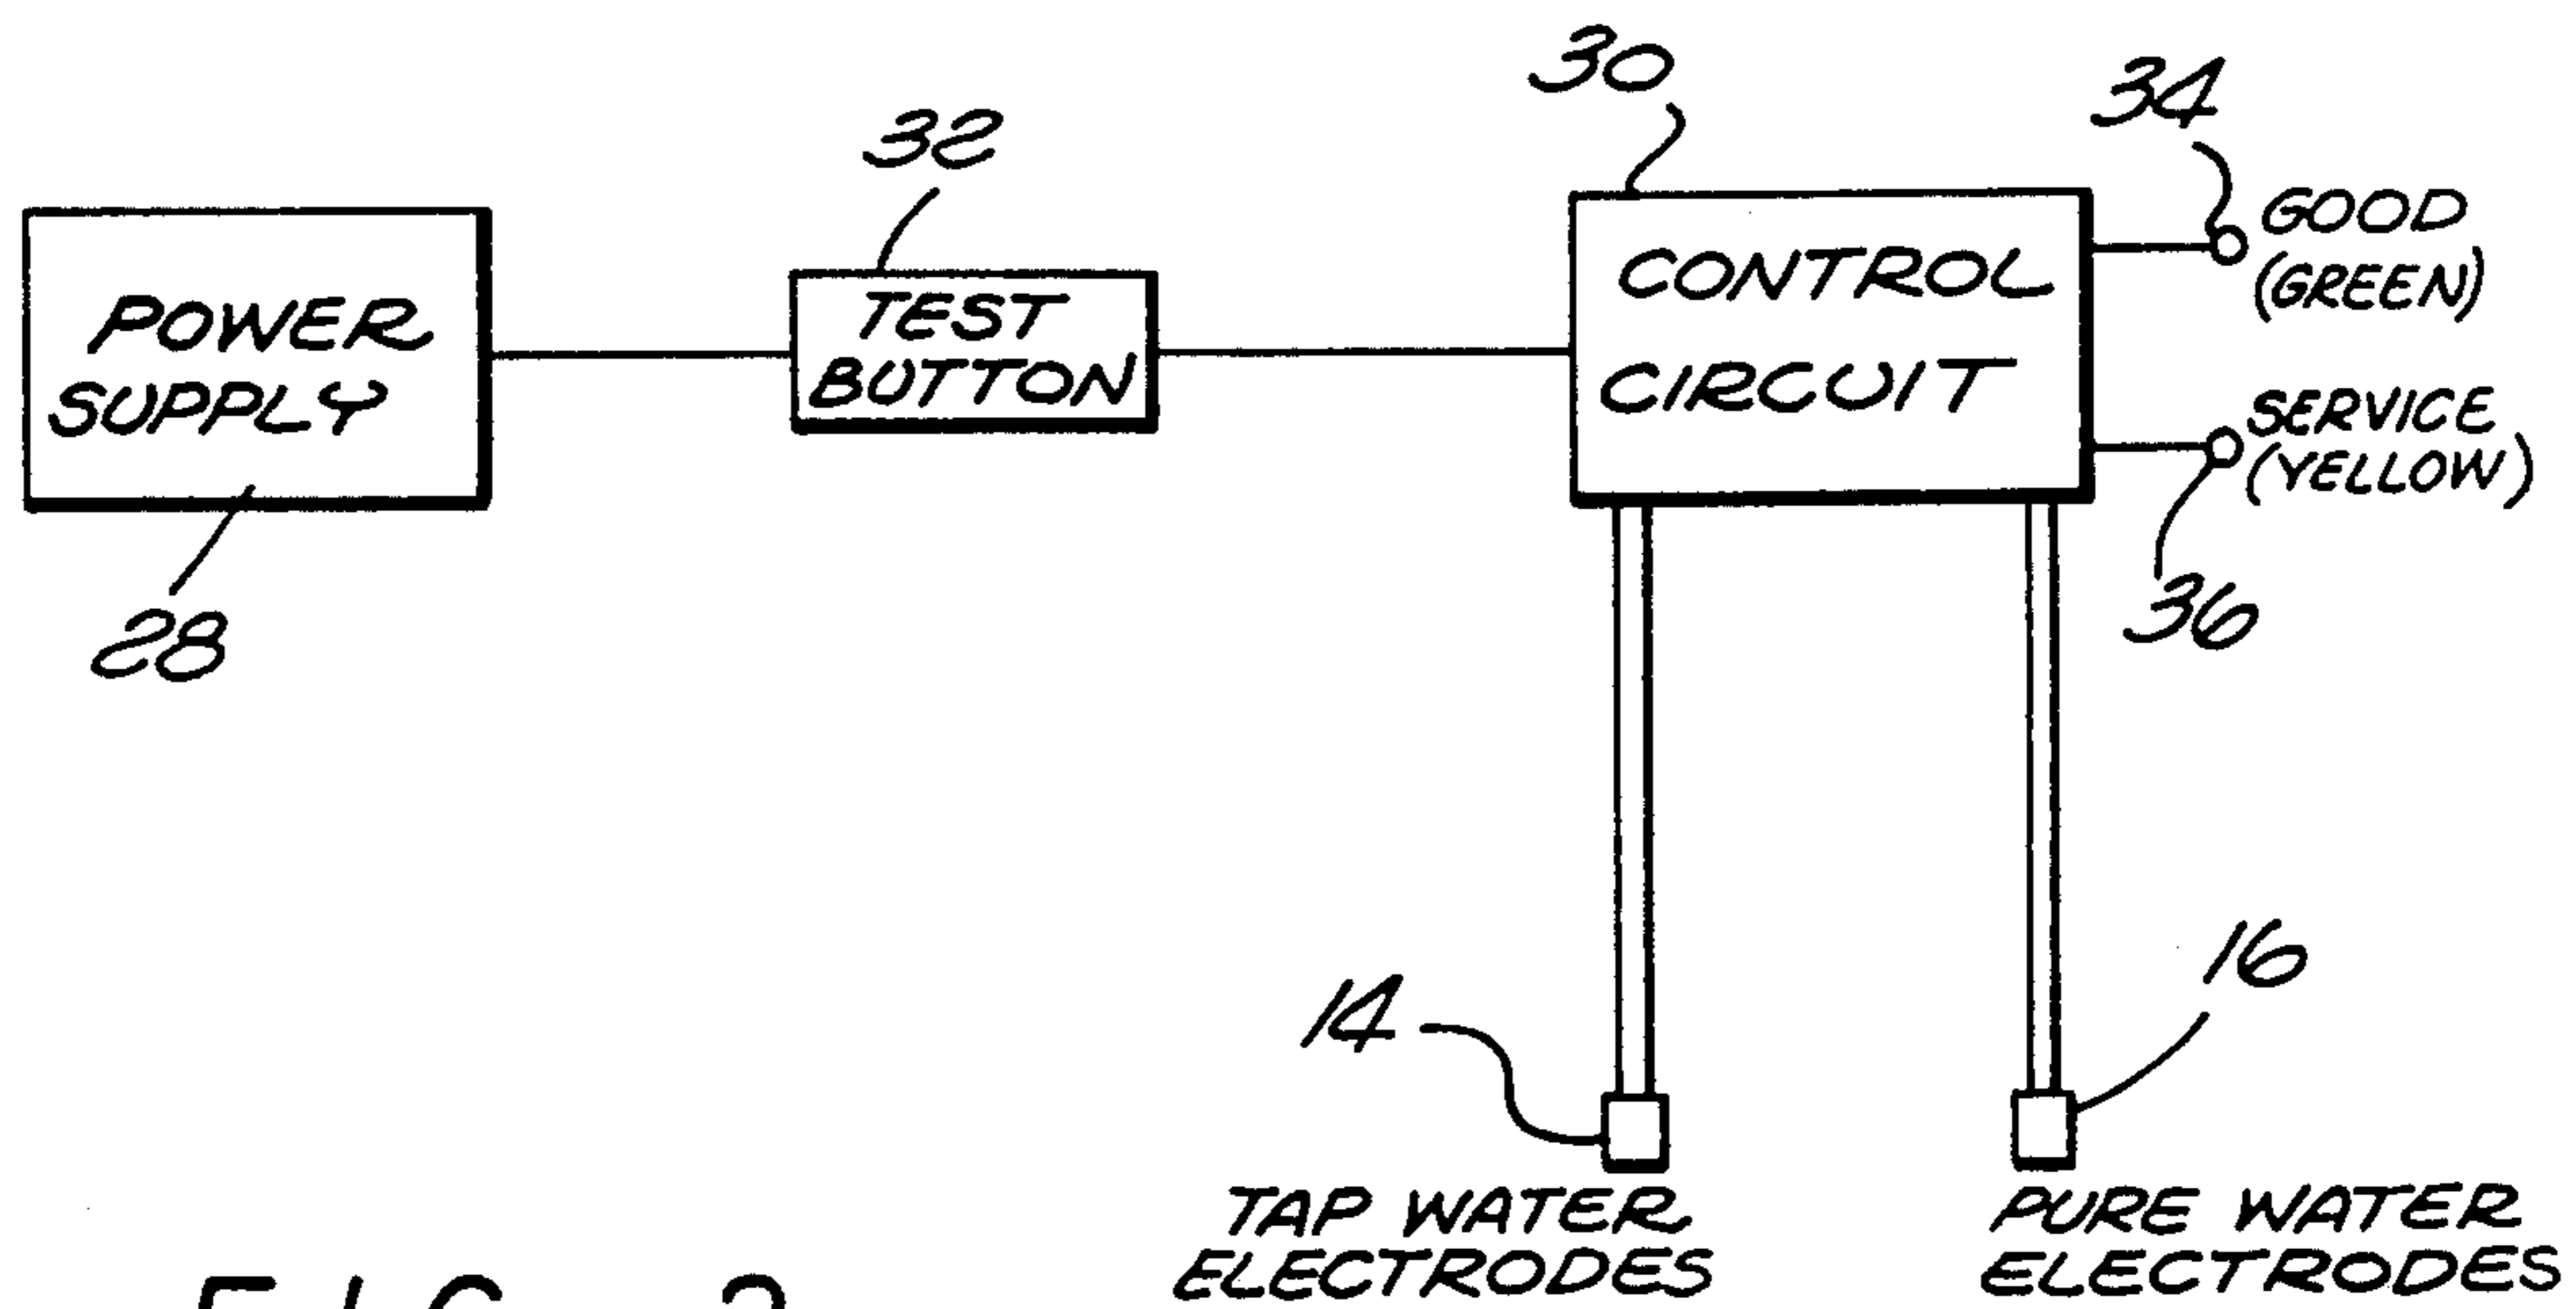 30
34
32
GOOD
(GREEN)
CONTROL
CIRCUIT
POWER
SUPPLY
TEST
BUTTON
SERVICE
(YELLOW)
28
36
14
16
TAP WATER
ELECTRODES
PURE WATER
ELECTRODES
FIG.